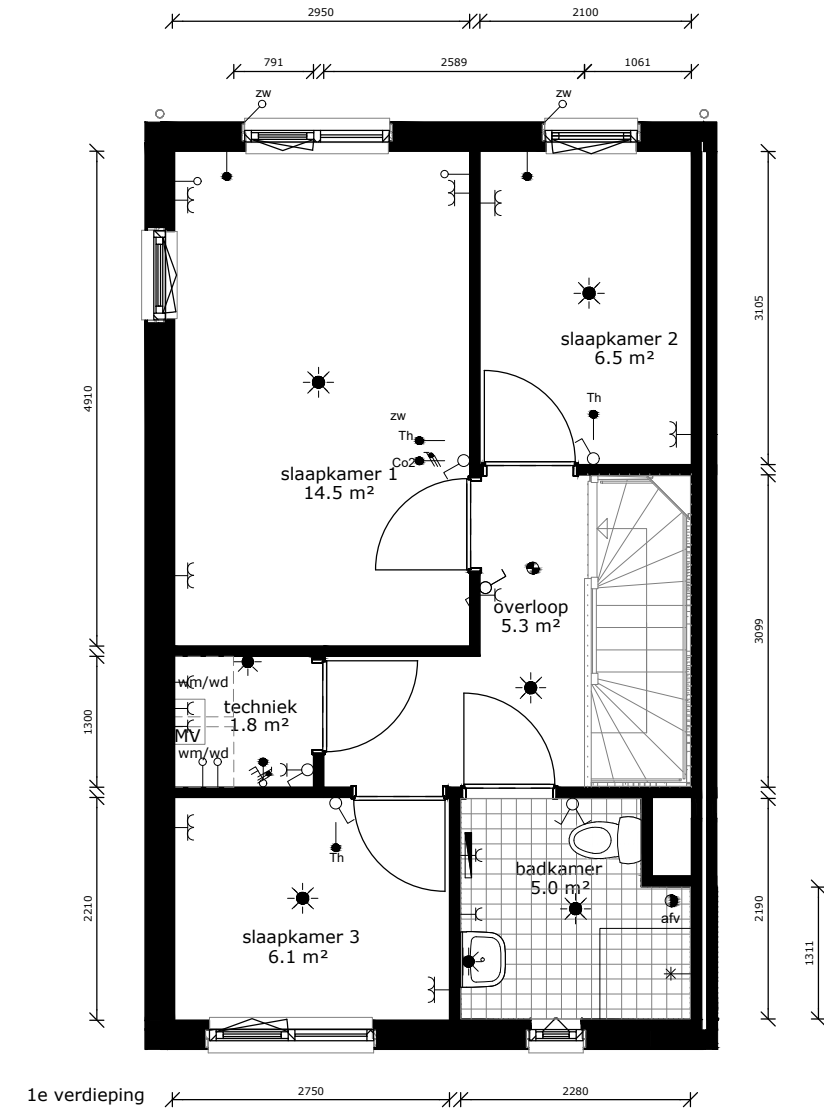 2950
2100
791
2589
1061
zw
zw
3105
4910
slaapkamer 2
6.5 m²
Th
zw
Th
Co2
slaapkamer 1
14.5 m²
overloop
5.3 m²
3099
wm/wd
techniek
1.8 m²
1300
MV
wm/wd
Th
badkamer
5.0 m²
2210
2190
afv
slaapkamer 3
6.1 m²
1311
1e verdieping
2750
2280